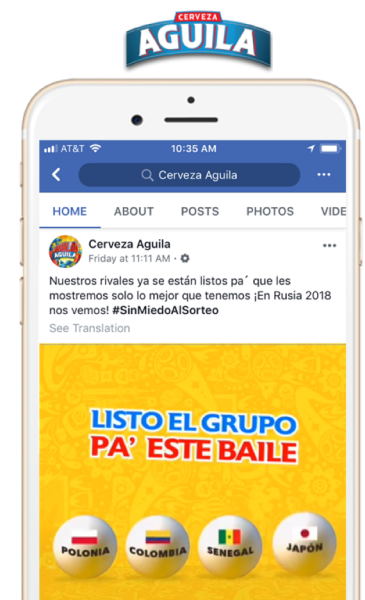 CERVEZA
AGUILA
AT&T 10:35 AM
Cerveza Aguila
HOME ABOUT POSTS PHOTOS VIDE
AGUILA
Cerveza Aguila
Friday at 11:11 AM ·
Nuestros rivales ya se están listos pa´ que les
mostremos solo lo mejor que tenemos ¡En Rusia 2018
nos vemos! #SinMiedoAlSorteo
See Translation
LISTO EL GRUPO
PA' ESTE BAILE
POLONIA COLOMBIA SENEGAL JAPÓN